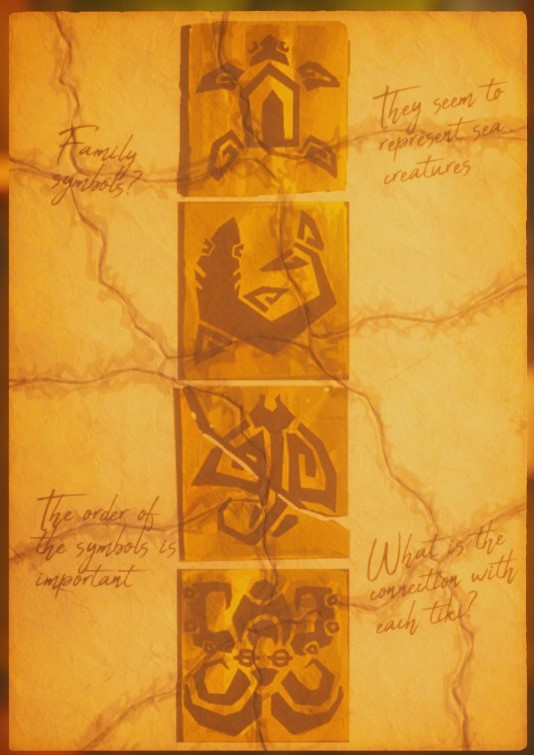 They seem to
represent sea
creatures
Family
symbols?
The order of
the symbols is
important
What is the
connection with
each tiki?